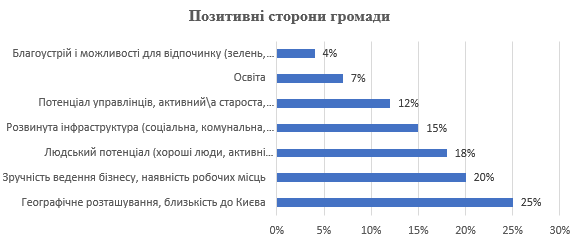 Позитивні сторони громади
Благоустрій і можливості для відпочинку (зелень,...
4%
Освіта
7%
Потенціал управлінців, активний\а староста,...
12%
Розвинута інфраструктура (соціальна, комунальна,...
15%
Людський потенціал (хороші люди, активні...
18%
Зручність ведення бізнесу, наявність робочих місць
20%
Географічне розташування, близькість до Києва
25%
0% 5% 10% 15% 20% 25% 30%